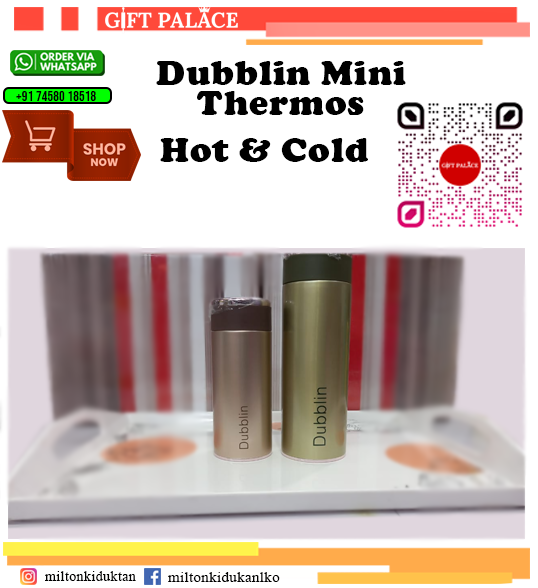 GIFT PALACE
ORDER VIA
WHATSAPP
+91 74580 18518
SHOP
NOW
Dubblin Mini
Thermos
Hot & Cold
GIFT PALACE
Dubblin
Dubblin
miltonkiduktan
miltonkidukanlko